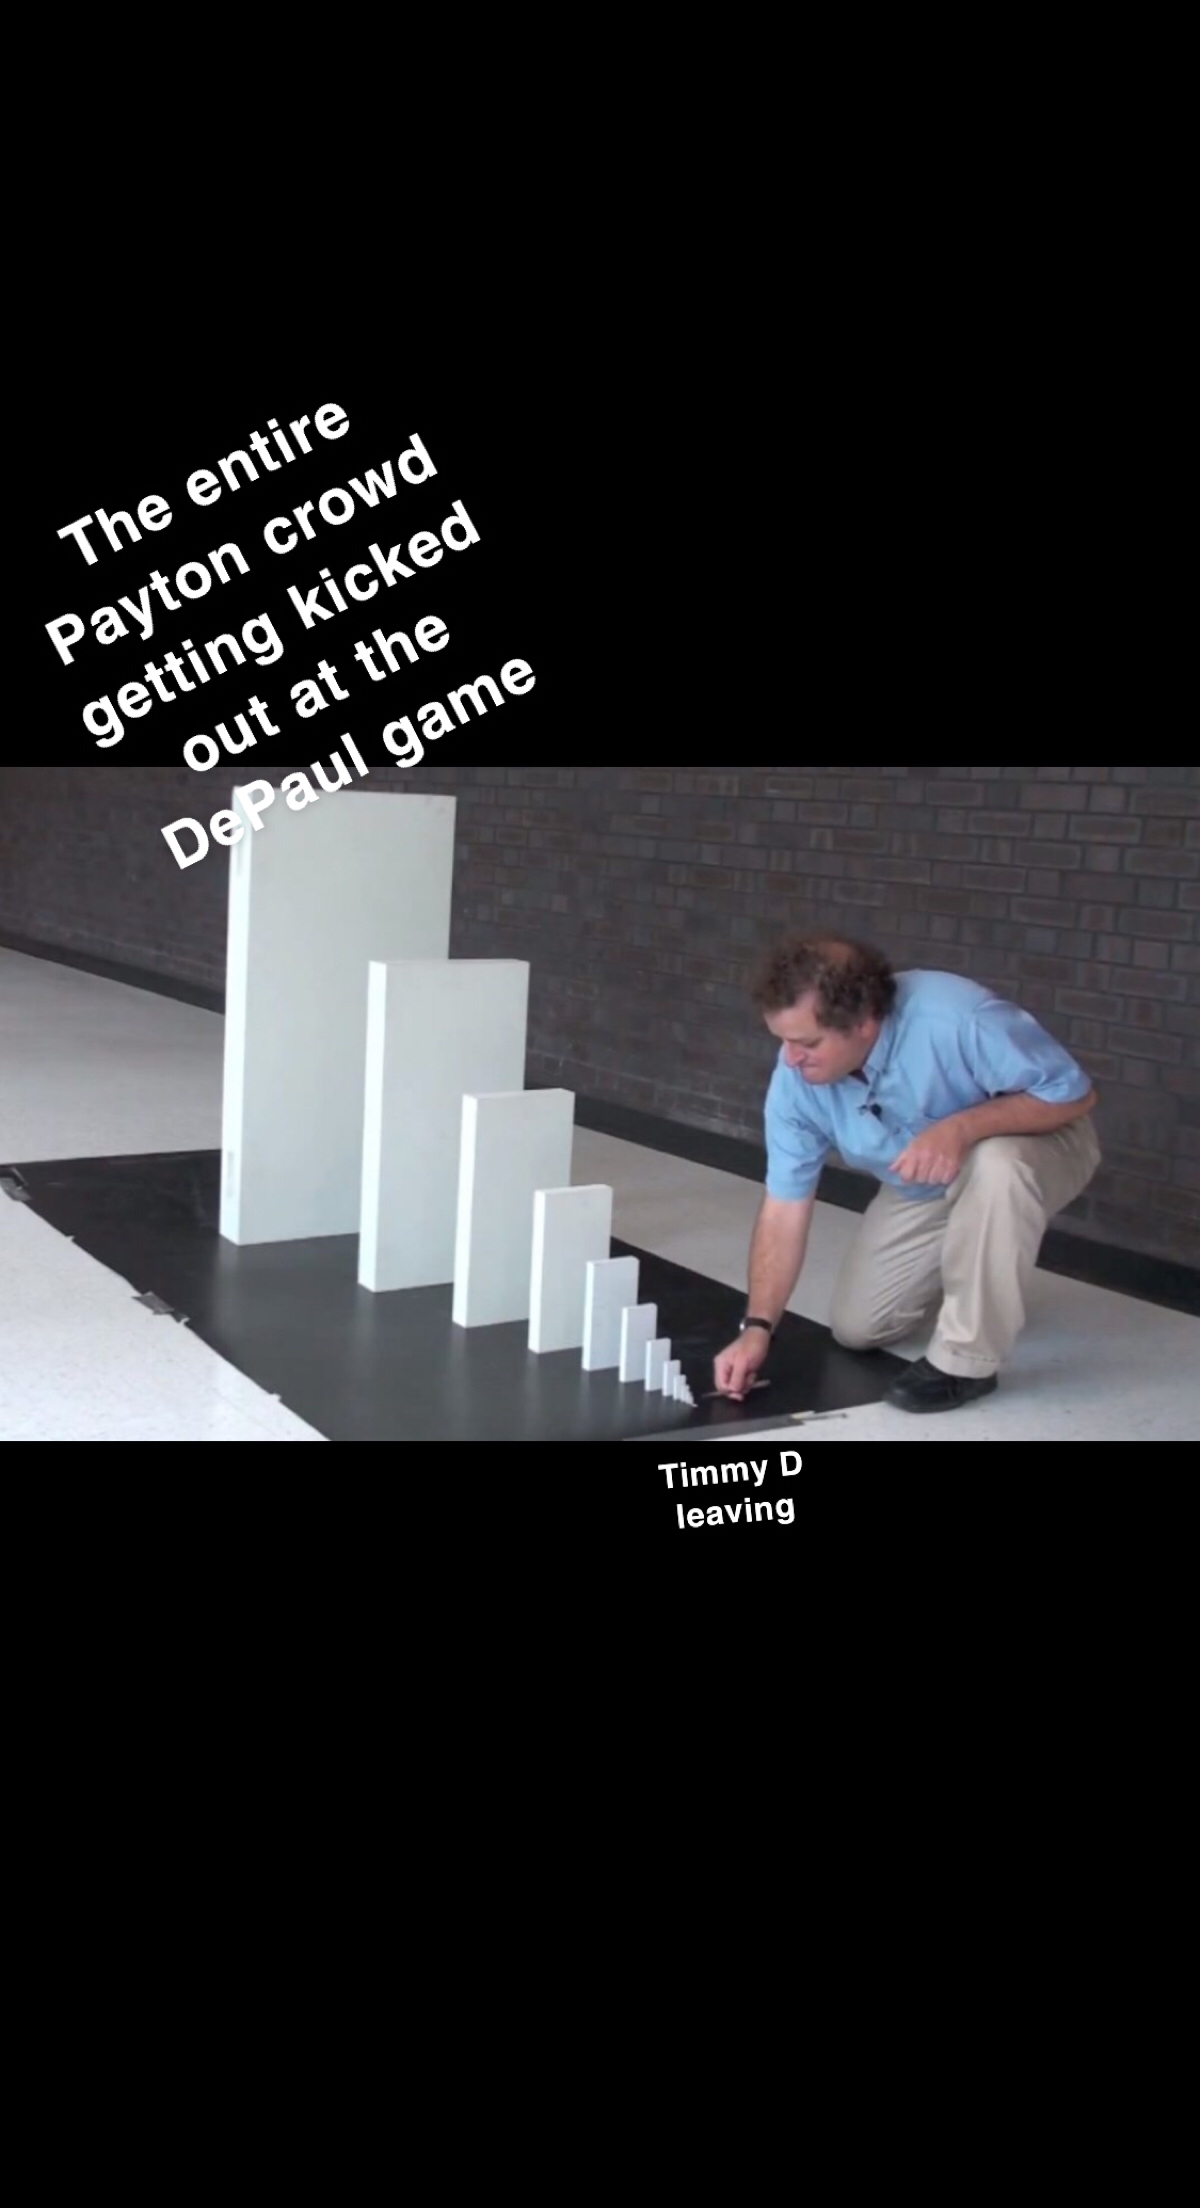 The entire
Payton crowd
getting kicked
out at the
DePaul game
Timmy D
leaving